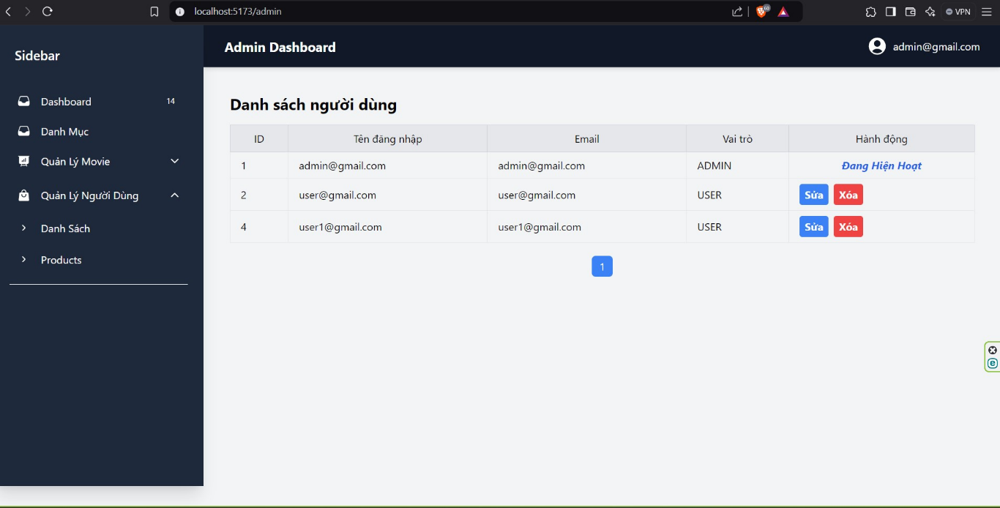 localhost:5173/admin
60
VPN
Sidebar
Admin Dashboard
admin@gmail.com
Dashboard 14
Danh Mục
Quản Lý Movie
Quản Lý Người Dùng
Danh Sách
Products
Danh sách người dùng
ID Tên đăng nhập Email Vai trò Hành động
1 admin@gmail.com admin@gmail.com ADMIN Đang Hiện Hoạt
2 user@gmail.com user@gmail.com USER Sửa Xóa
4 user1@gmail.com user1@gmail.com USER Sửa Xóa
1